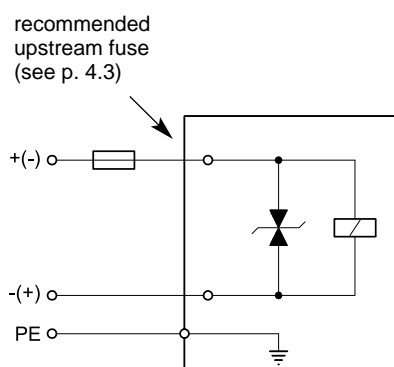 recommended
upstream fuse
(see p. 4.3)
+(-)
-(+)
PE